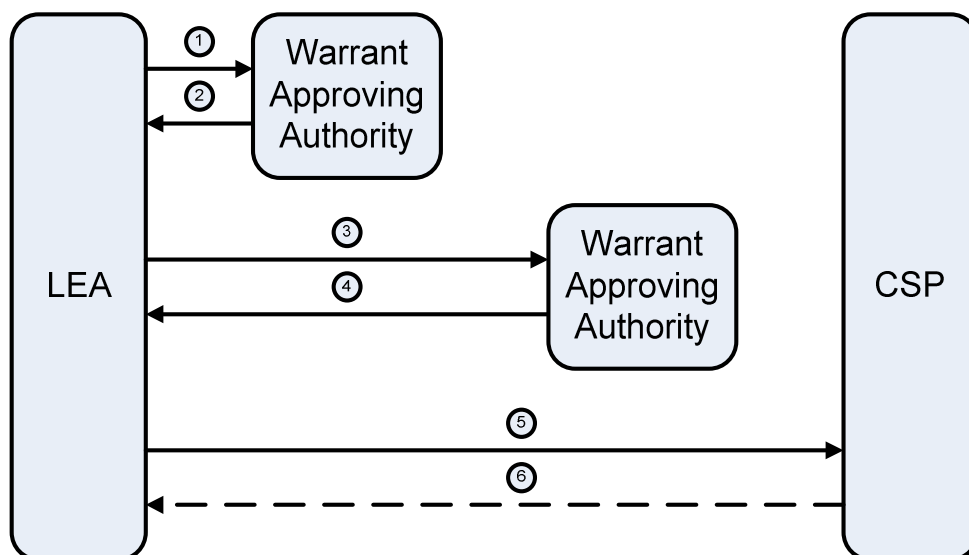 1
2
Warrant
Approving
Authority
3
4
Warrant
Approving
Authority
LEA
CSP
5
6